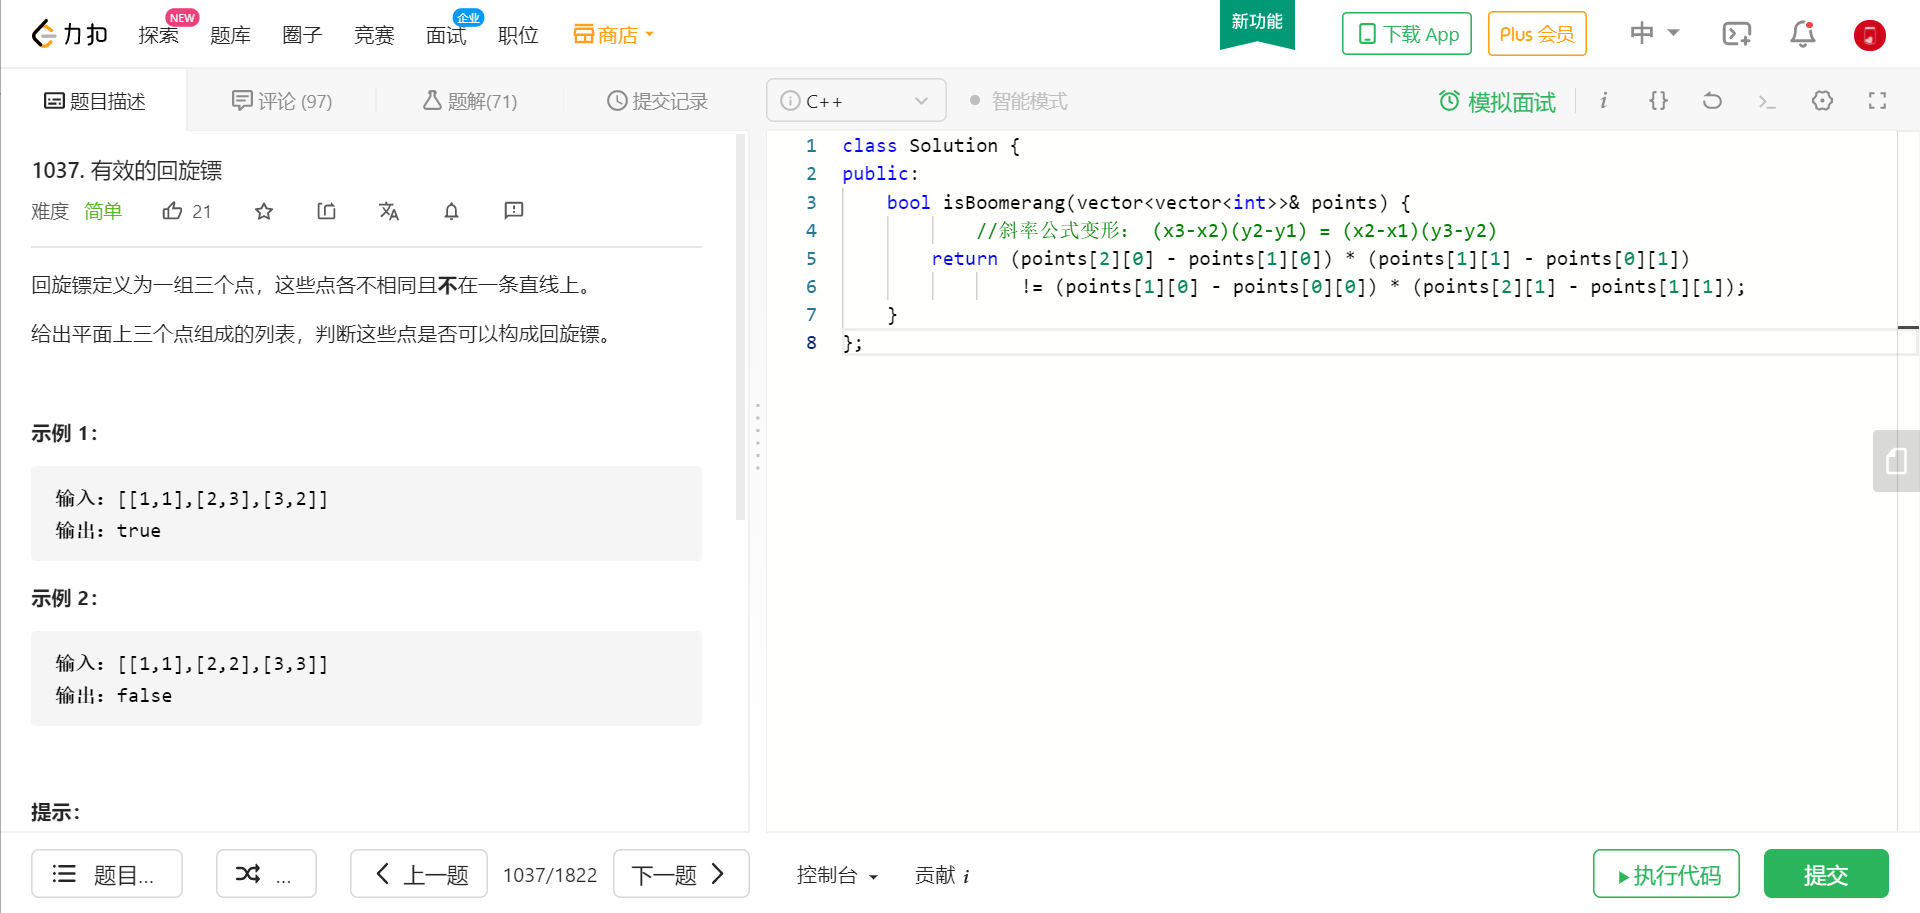 力扣
探索 NEW
题库
圈子
竞赛
面试 企业
职位
商店
新功能
下载 App
Plus 会员
中
题目描述
评论 (97)
题解(71)
提交记录
C++
智能模式
模拟面试
i
{}
1037. 有效的回旋镖
难度 简单 21
回旋镖定义为一组三个点，这些点各不相同且不在一条直线上。
给出平面上三个点组成的列表，判断这些点是否可以构成回旋镖。
示例 1：
输入：[[1,1],[2,3],[3,2]]
输出：true
示例 2：
输入：[[1,1],[2,2],[3,3]]
输出：false
提示：
1 class Solution {
2 public:
3 bool isBoomerang(vector<vector<int>>& points) {
4 //斜率公式变形： (x3-x2)(y2-y1) = (x2-x1)(y3-y2)
5 return (points[2][0] - points[1][0]) * (points[1][1] - points[0][1])
6 != (points[1][0] - points[0][0]) * (points[2][1] - points[1][1]);
7 }
8 };
题目...
...
上一题
1037/1822
下一题
控制台
贡献 i
执行代码
提交